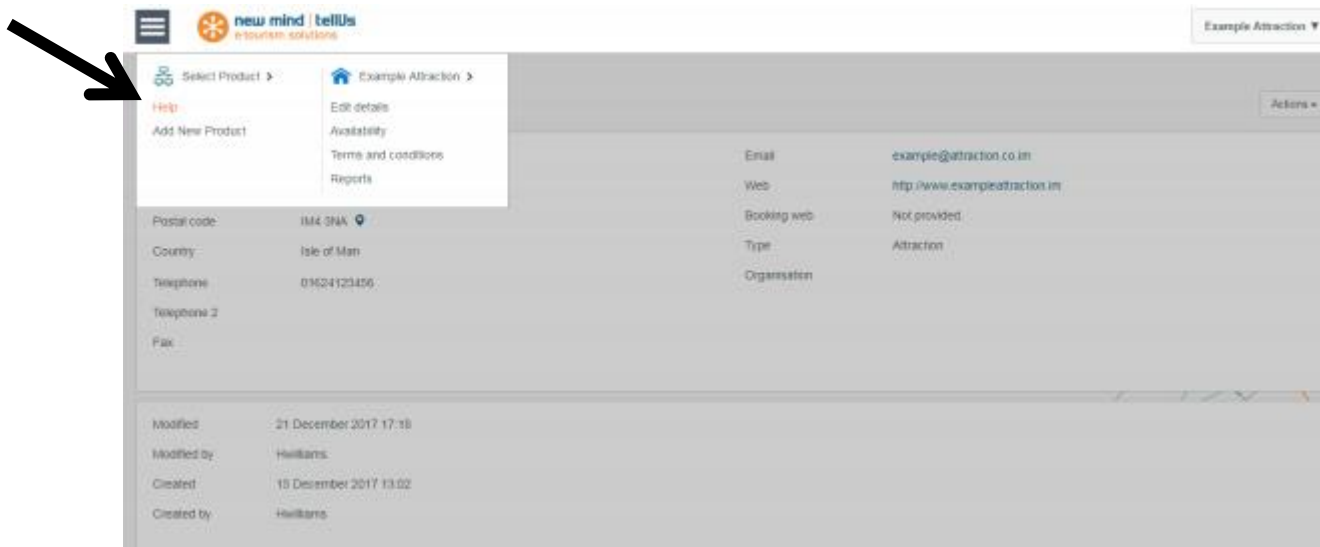 new mind | tellUs
e-tourism solutions
Example Attraction ▼
Select Product >
Help
Add New Product
Example Attraction >
Edit details
Availability
Terms and conditions
Reports
Actions
Postal code IM4 3NA
Country Isle of Man
Telephone 01624123456
Telephone 2
Fax
Email example@attraction.co.im
Web http://www.exampleattraction.im
Booking web Not provided
Type Attraction
Organisation
Modified 21 December 2017 17:18
Modified by Hwilliams
Created December 2017 13:02
Created by Hwilliams